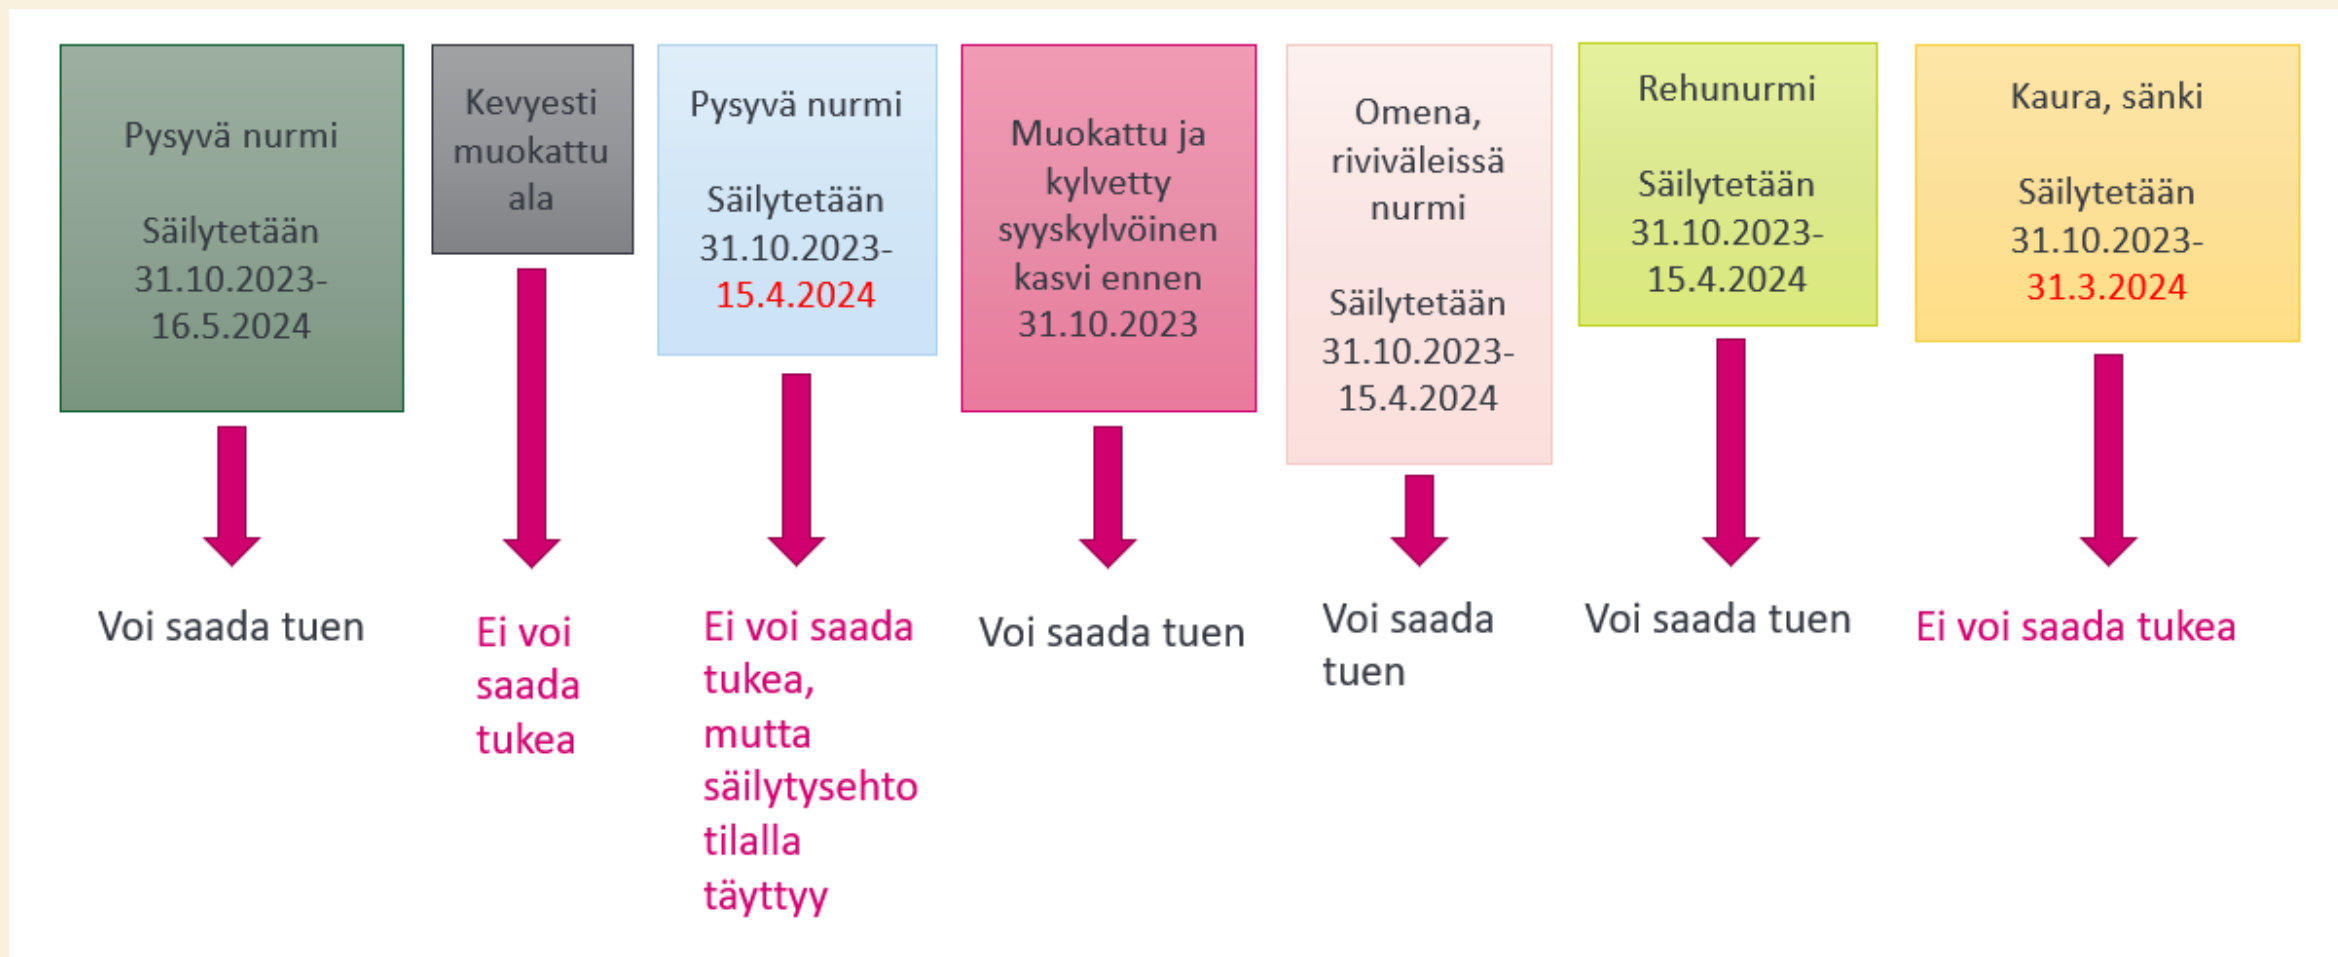 Pysyvä nurmi
Säilytetään
31.10.2023-
16.5.2024
Voi saada tuen
Kevyesti
muokattu
ala
Ei voi
saada
tukea
Pysyvä nurmi
Säilytetään
31.10.2023-
15.4.2024
Ei voi saada
tukea,
mutta
säilytysehto
tilalla
täyttyy
Muokattu ja
kylvetty
syyskylvöinen
kasvi ennen
31.10.2023
Voi saada tuen
Omena,
riviväleissä
nurmi
Säilytetään
31.10.2023-
15.4.2024
Voi saada
tuen
Rehunurmi
Säilytetään
31.10.2023-
15.4.2024
Voi saada tuen
Kaura, sänki
Säilytetään
31.10.2023-
31.3.2024
Ei voi saada tukea